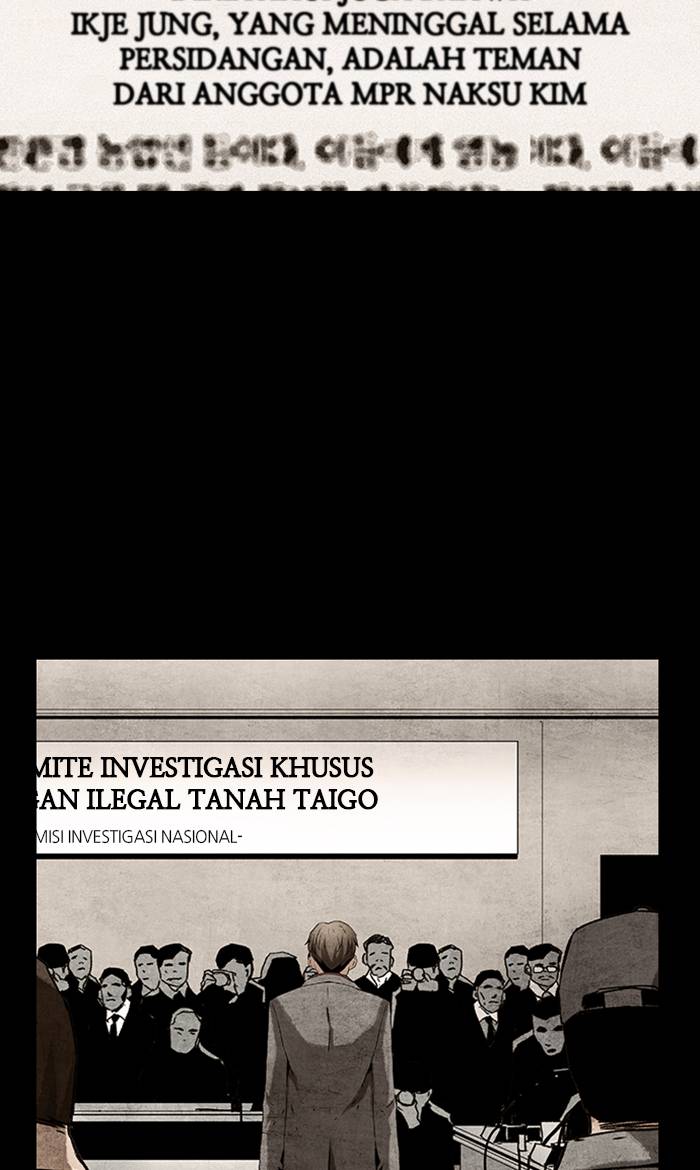 IKJE JUNG, YANG MENINGGAL SELAMA
PERSIDANGAN, ADALAH TEMAN
DARI ANGGOTA MPR NAKSU KIM
MITE INVESTIGASI KHUSUS
GAN ILEGAL TANAH TAIGO
MISI INVESTIGASI NASIONAL-